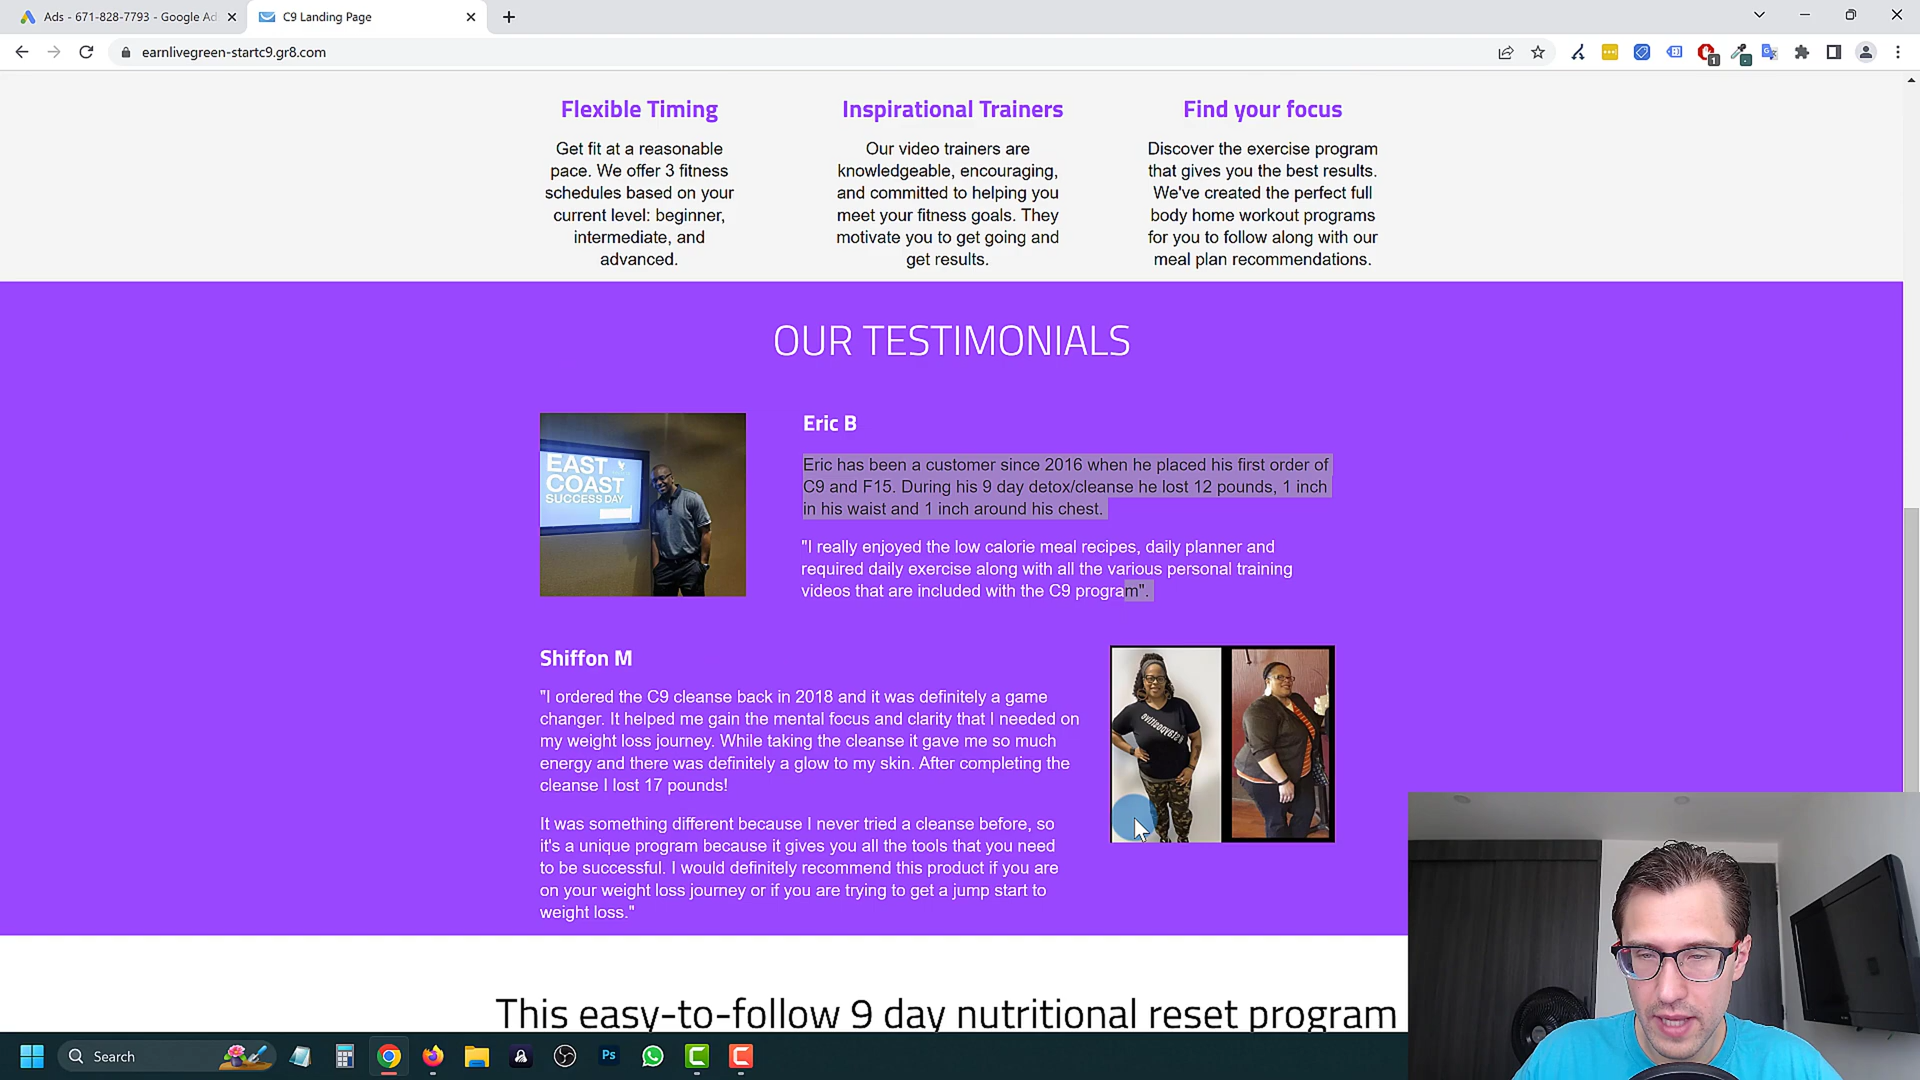 Ads - 671-828-7793 - Google Ad
C9 Landing Page
earnlivegreen-startc9.gr8.com
Flexible Timing
Get fit at a reasonable
pace. We offer 3 fitness
schedules based on your
current level: beginner,
intermediate, and
advanced.
Inspirational Trainers
Our video trainers are
knowledgeable, encouraging,
and committed to helping you
meet your fitness goals. They
motivate you to get going and
get results.
Find your focus
Discover the exercise program
that gives you the best results.
We've created the perfect full
body home workout programs
for you to follow along with our
meal plan recommendations.
OUR TESTIMONIALS
EAST
COAST
SUCCESS DAY
Eric B
Eric has been a customer since 2016 when he placed his first order of
C9 and F15. During his 9 day detox/cleanse he lost 12 pounds, 1 inch
in his waist and 1 inch around his chest.
"I really enjoyed the low calorie meal recipes, daily planner and
required daily exercise along with all the various personal training
videos that are included with the C9 program".
Shiffon M
"I ordered the C9 cleanse back in 2018 and it was definitely a game
changer. It helped me gain the mental focus and clarity that I needed on
my weight loss journey. While taking the cleanse it gave me so much
energy and there was definitely a glow to my skin. After completing the
cleanse I lost 17 pounds!
It was something different because I never tried a cleanse before, so
it's a unique program because it gives you all the tools that you need
to be successful. I would definitely recommend this product if you are
on your weight loss journey or if you are trying to get a jump start to
weight loss."
This easy-to-follow 9 day nutritional reset program
Search
Ps